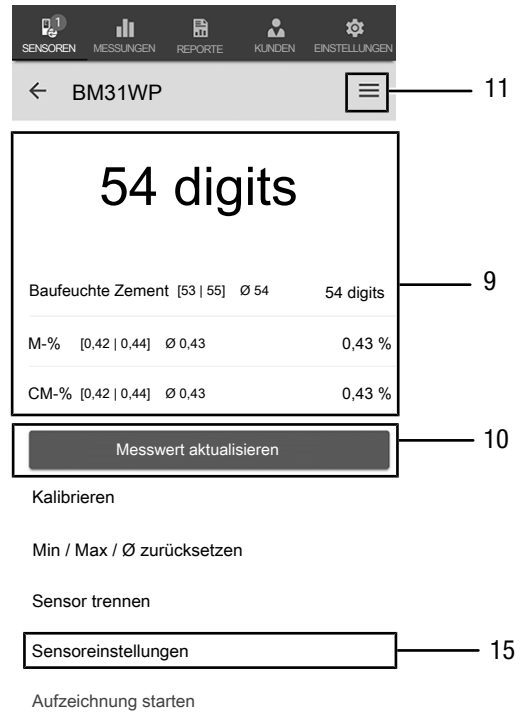 1
SENSOREN MESSUNGEN REPORTE KUNDEN EINSTELLUNGEN
BM31WP 11
54 digits
Baufeuchte Zement [53 | 55] Ø 54 54 digits 9
M-% [0,42 | 0,44] Ø 0,43 0,43 %
CM-% [0,42 | 0,44] Ø 0,43 0,43 %
Messwert aktualisieren 10
Kalibrieren
Min / Max / Ø zurücksetzen
Sensor trennen
Sensoreinstellungen 15
Aufzeichnung starten